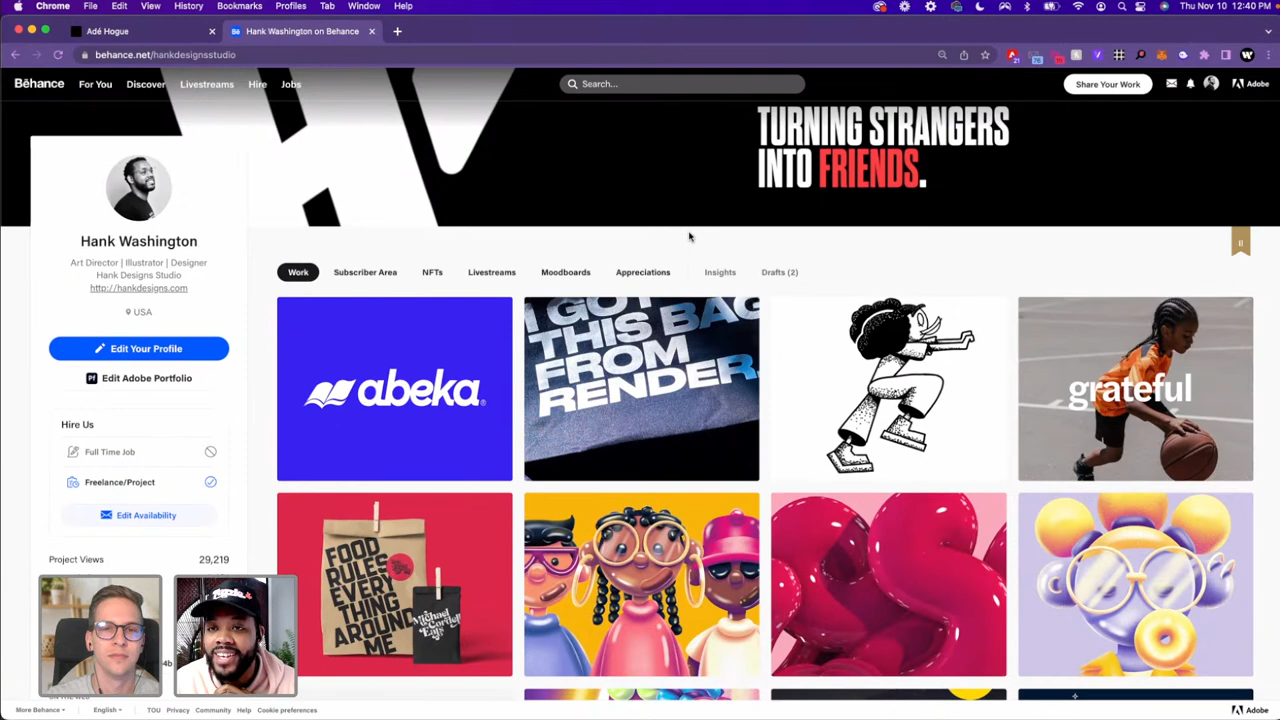 Chrome File Edit View History Bookmarks Profiles Tab Window Help
Thu Nov 10 12:40 PM
Adé Hogue
Hank Washington on Behance
behance.net/hankdesignsstudio
Bēhance For You Discover Livestreams Hire Jobs
Search...
Share Your Work
Adobe
TURNING STRANGERS
INTO FRIENDS.
Hank Washington
Art Director | Illustrator | Designer
Hank Designs Studio
http://hankdesigns.com
USA
Edit Your Profile
Pf Edit Adobe Portfolio
Hire Us
Full Time Job
Freelance/Project
Edit Availability
Project Views 29,219
Work Subscriber Area NFTs Livestreams Moodboards Appreciations Insights Drafts (2)
abeka®
I GOT
THIS BAG
FROM
RENDER.
grateful
FOOD
RULES
EVERY
THING
AROUND
ME
Michael
Cordell
Eats
More Behance English TOU Privacy Community Help Cookie preferences
Adobe